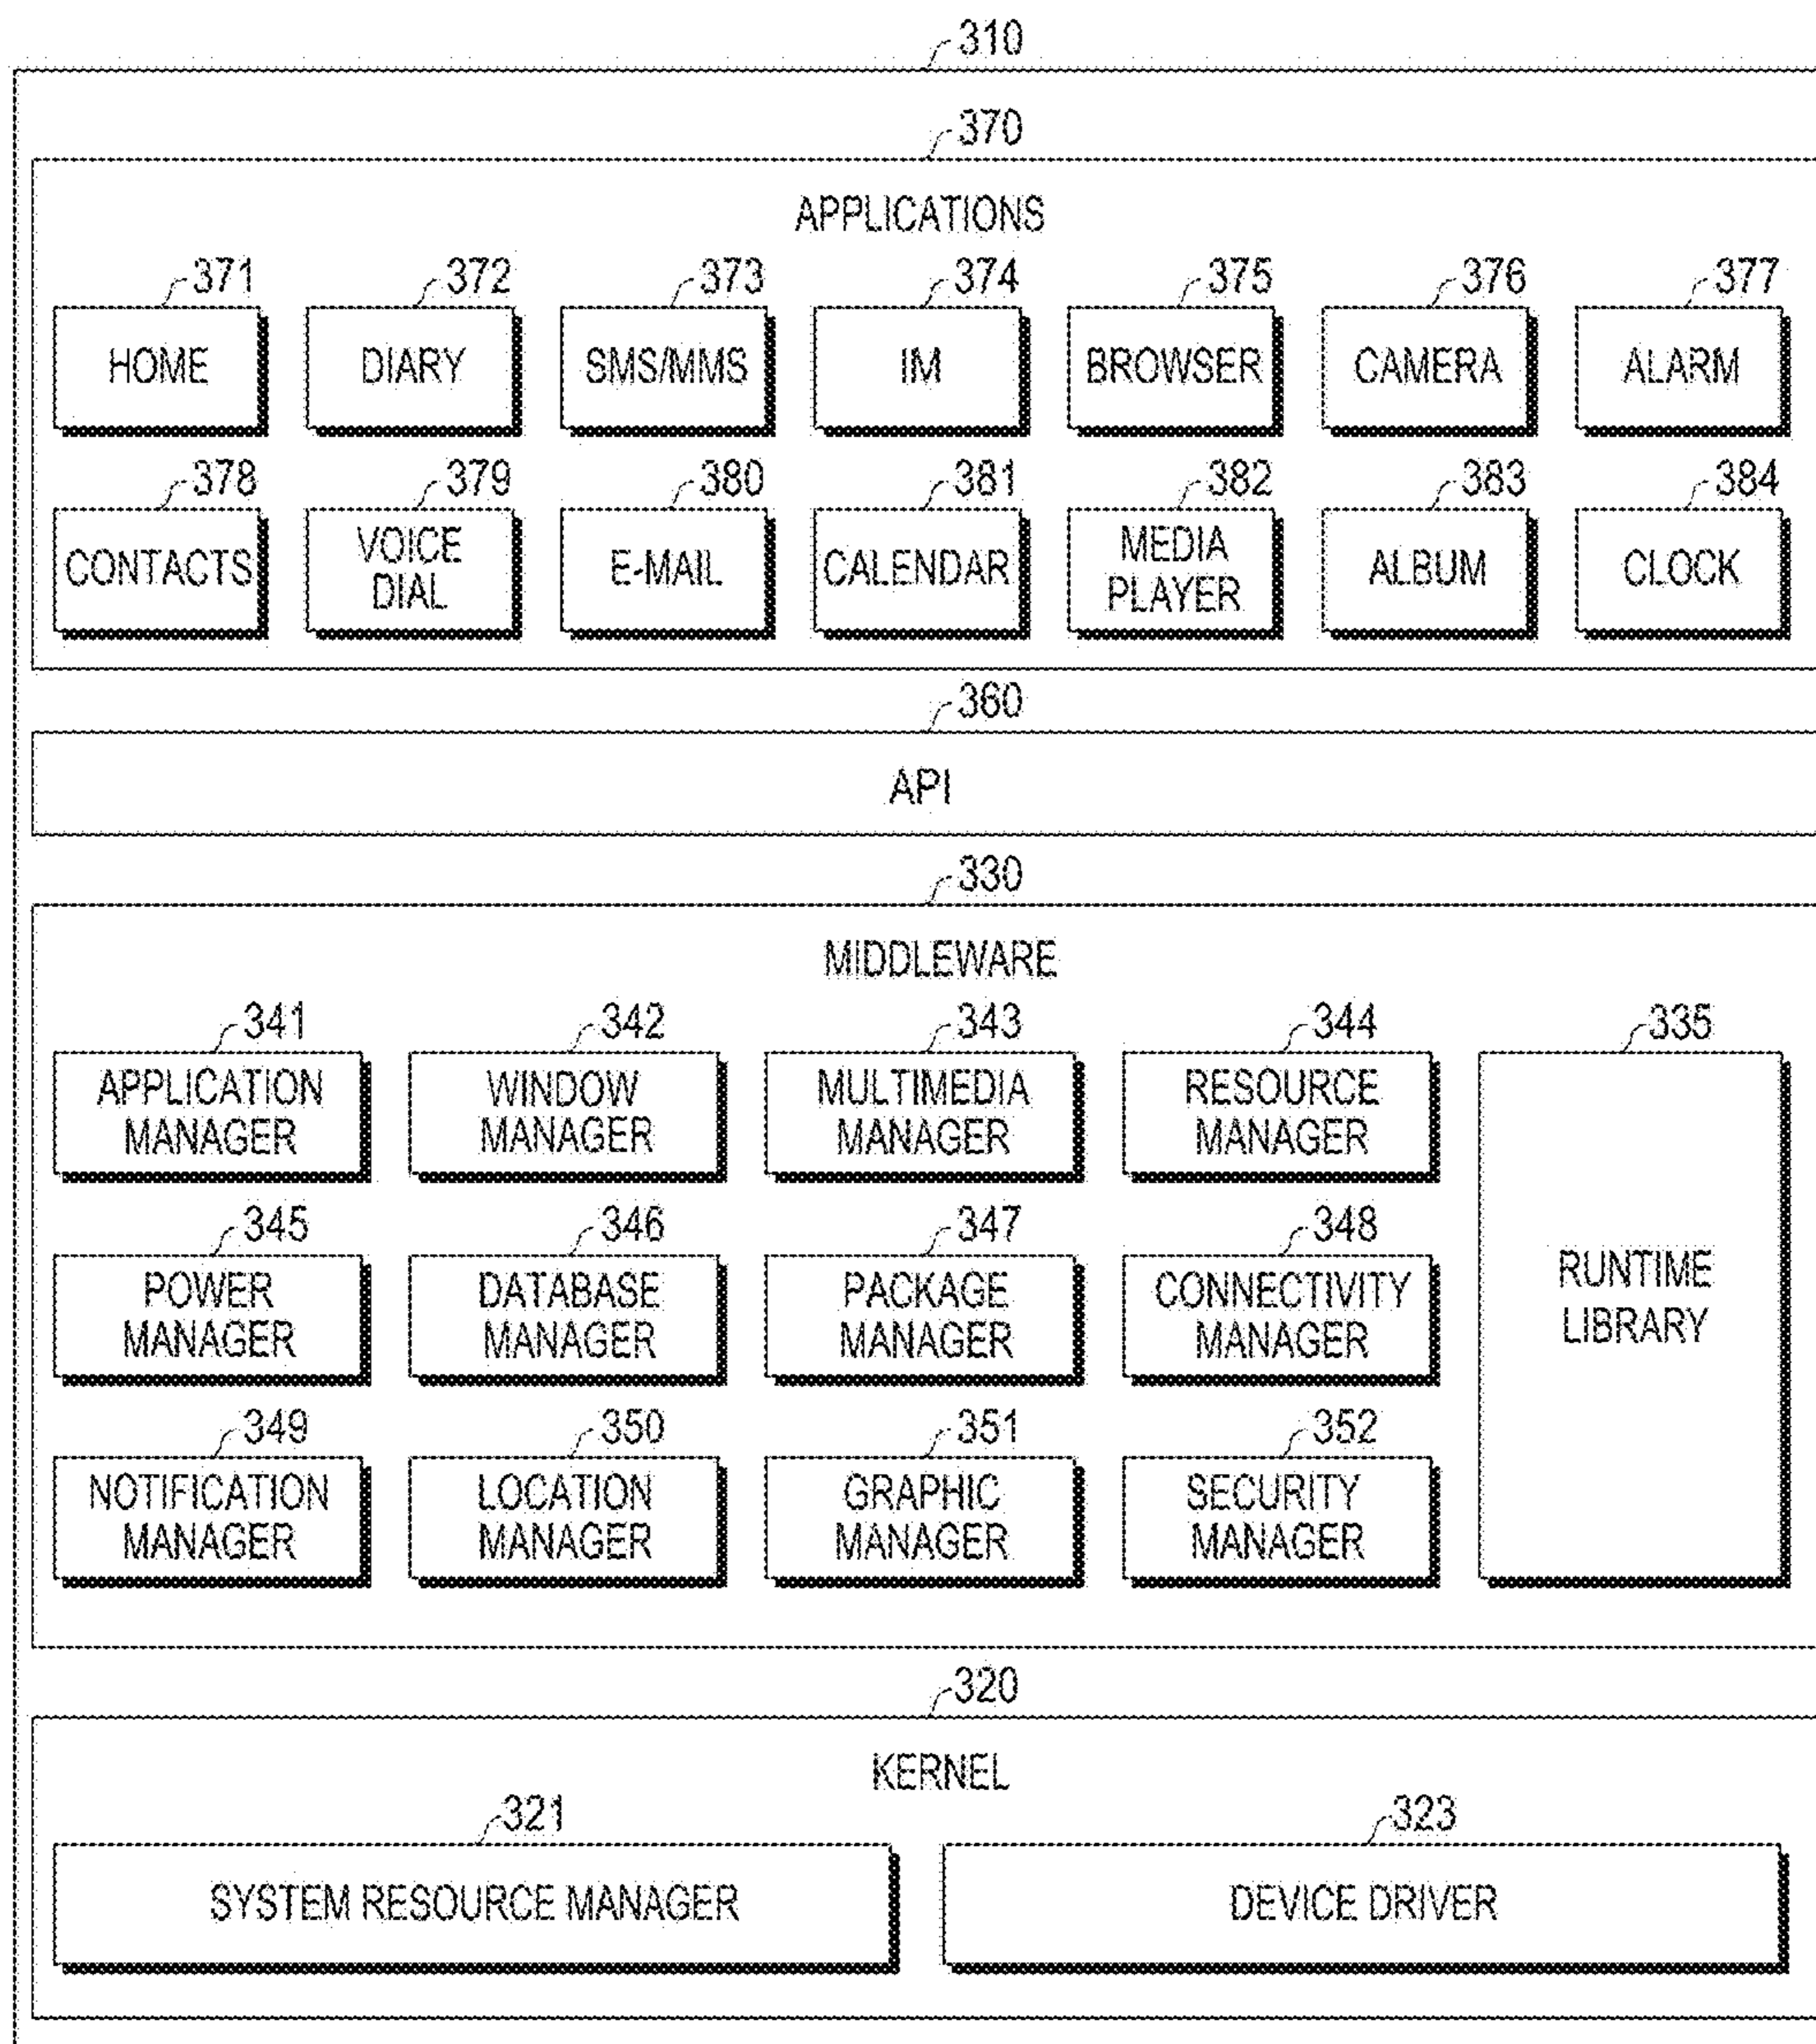 310
370
APPLICATIONS
371 372 373 374 375 376 377
HOME DIARY SMS/MMS IM BROWSER CAMERA ALARM
378 379 380 381 382 383 384
CONTACTS VOICE DIAL E-MAIL CALENDAR MEDIA PLAYER ALBUM CLOCK
360
API
330
MIDDLEWARE
341 342 343 344 335
APPLICATION WINDOW MULTIMEDIA RESOURCE
MANAGER MANAGER MANAGER MANAGER
345 346 347 348
POWER DATABASE PACKAGE CONNECTIVITY RUNTIME
MANAGER MANAGER MANAGER MANAGER LIBRARY
349 350 351 352
NOTIFICATION LOCATION GRAPHIC SECURITY
MANAGER MANAGER MANAGER MANAGER
320
KERNEL
321 323
SYSTEM RESOURCE MANAGER DEVICE DRIVER